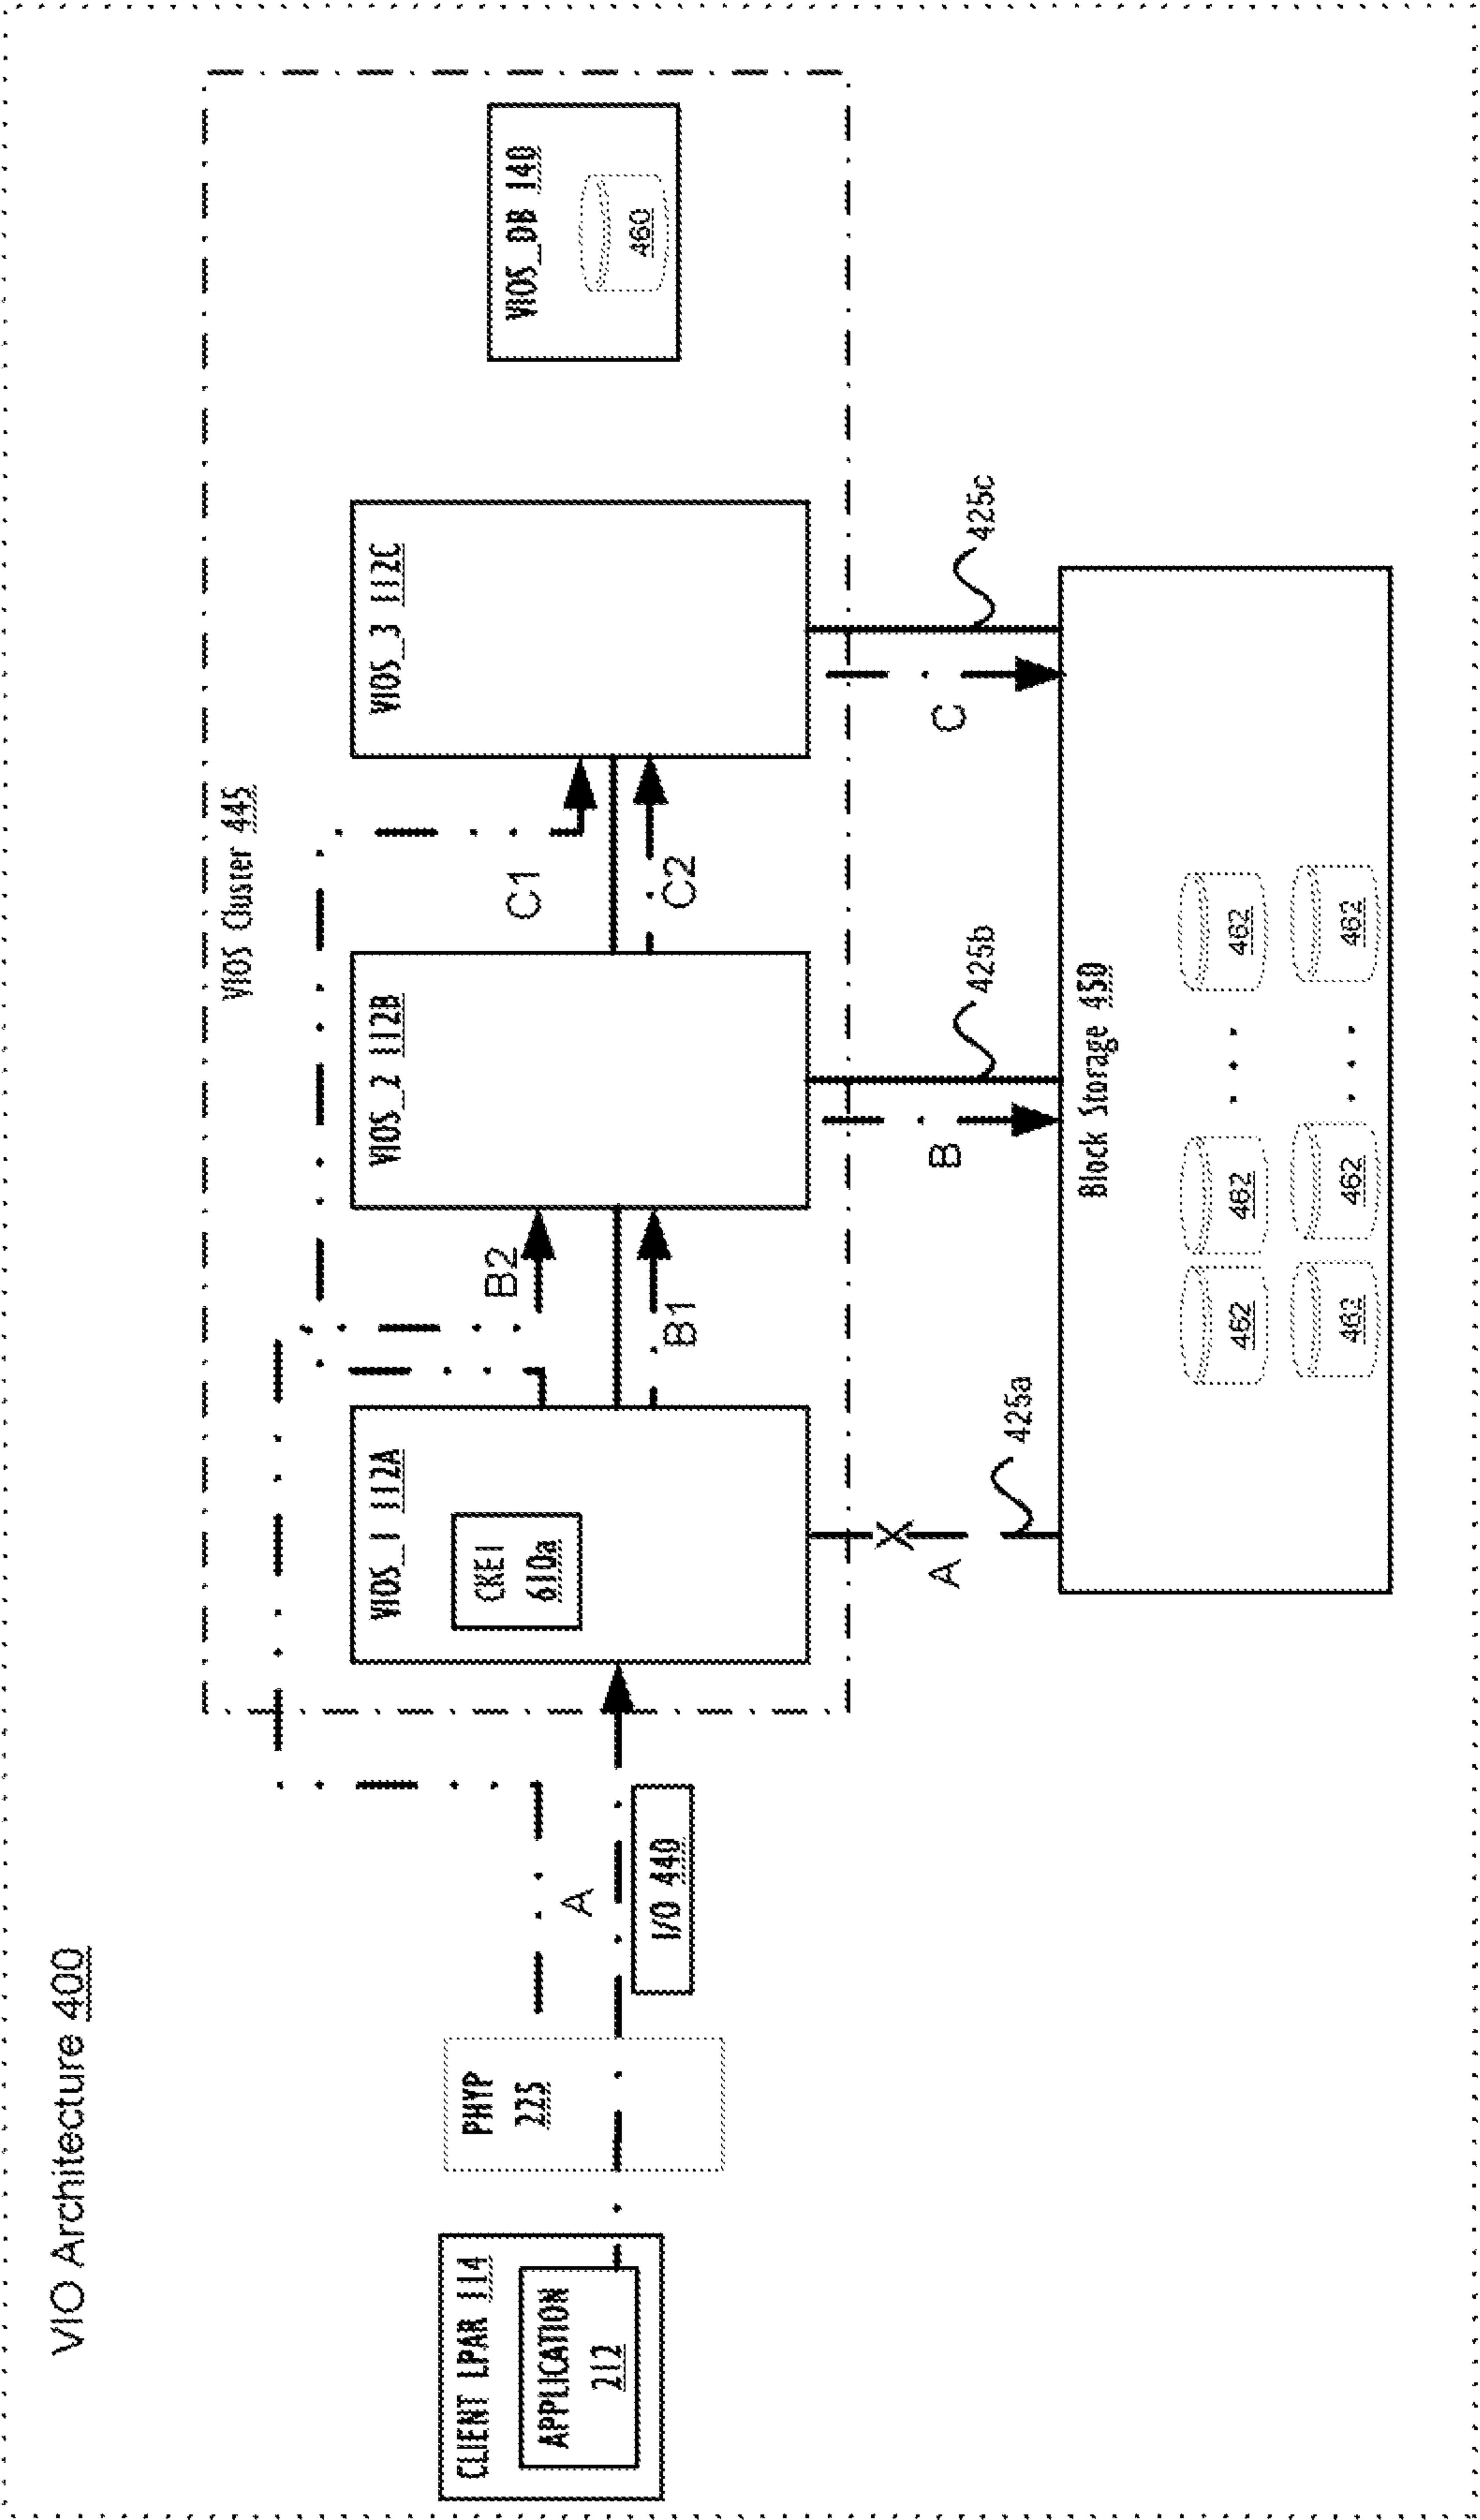 VIO Architecture 400
VIOS Cluster 445
CLIENT LPAR 114
APPLICATION
212
PHYP
225
A
I/O 440
VIOS_1 112A
CKE1
610a
B2
B1
VIOS_2 112B
C1
C2
VIOS_3 112C
VIOS_DB 140
460
A
425a
B
425b
C
425c
Block Storage 450
462
462
462
462
462
462